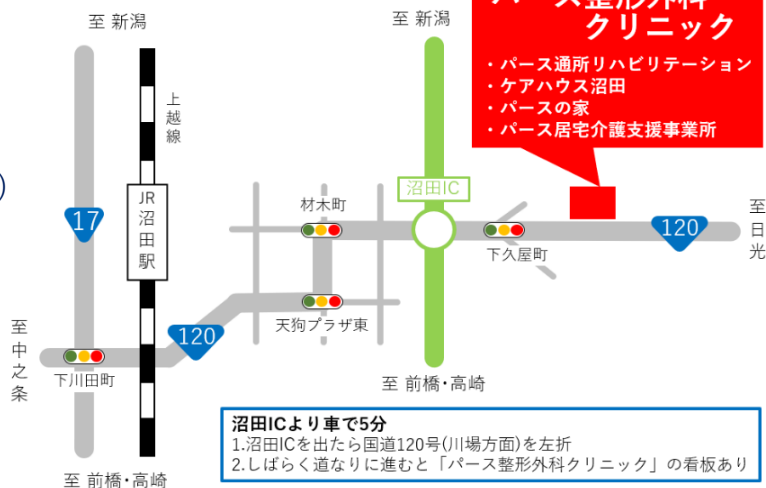 至 新潟
至 新潟
パース整形外科
クリニック
・パース通所リハビリテーション
・ケアハウス沼田
・パースの家
・パース居宅介護支援事業所
上越線
沼田IC
JR沼田駅
材木町
至日光
17
120
下久屋町
120
天狗プラザ東
至中之条
下川田町
至 前橋・高崎
沼田ICより車で5分
1.沼田ICを出たら国道120号(川場方面)を左折
2.しばらく道なりに進むと「パース整形外科クリニック」の看板あり
至 前橋・高崎